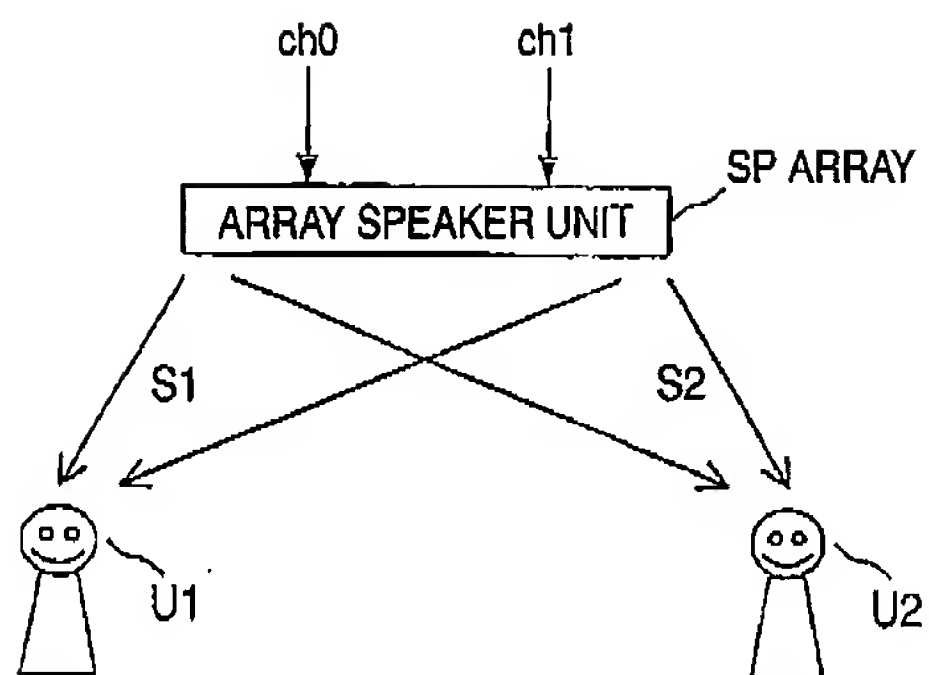 ch0 ch1
SP ARRAY
ARRAY SPEAKER UNIT
S1 S2
U1 U2